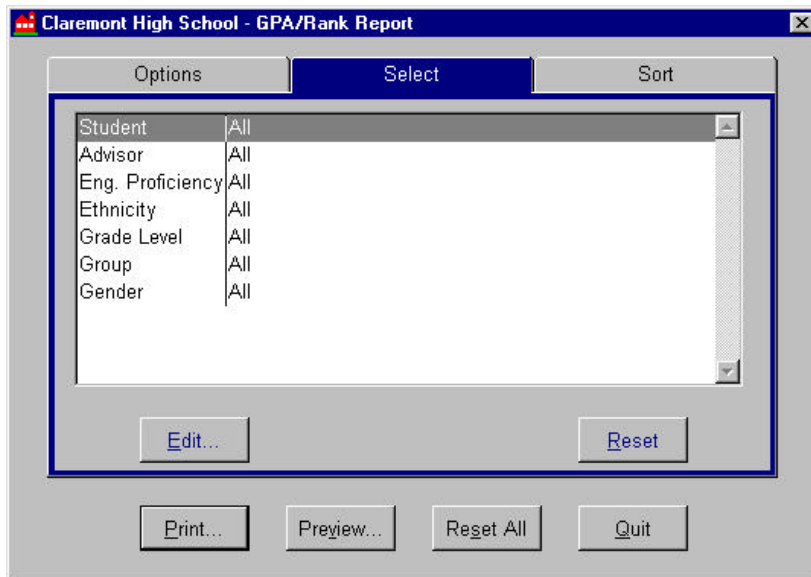 Claremont High School - GPA/Rank Report
Options Select Sort
Student All
Advisor All
Eng. Proficiency All
Ethnicity All
Grade Level All
Group All
Gender All
Edit... Reset
Print... Preview... Reset All Quit